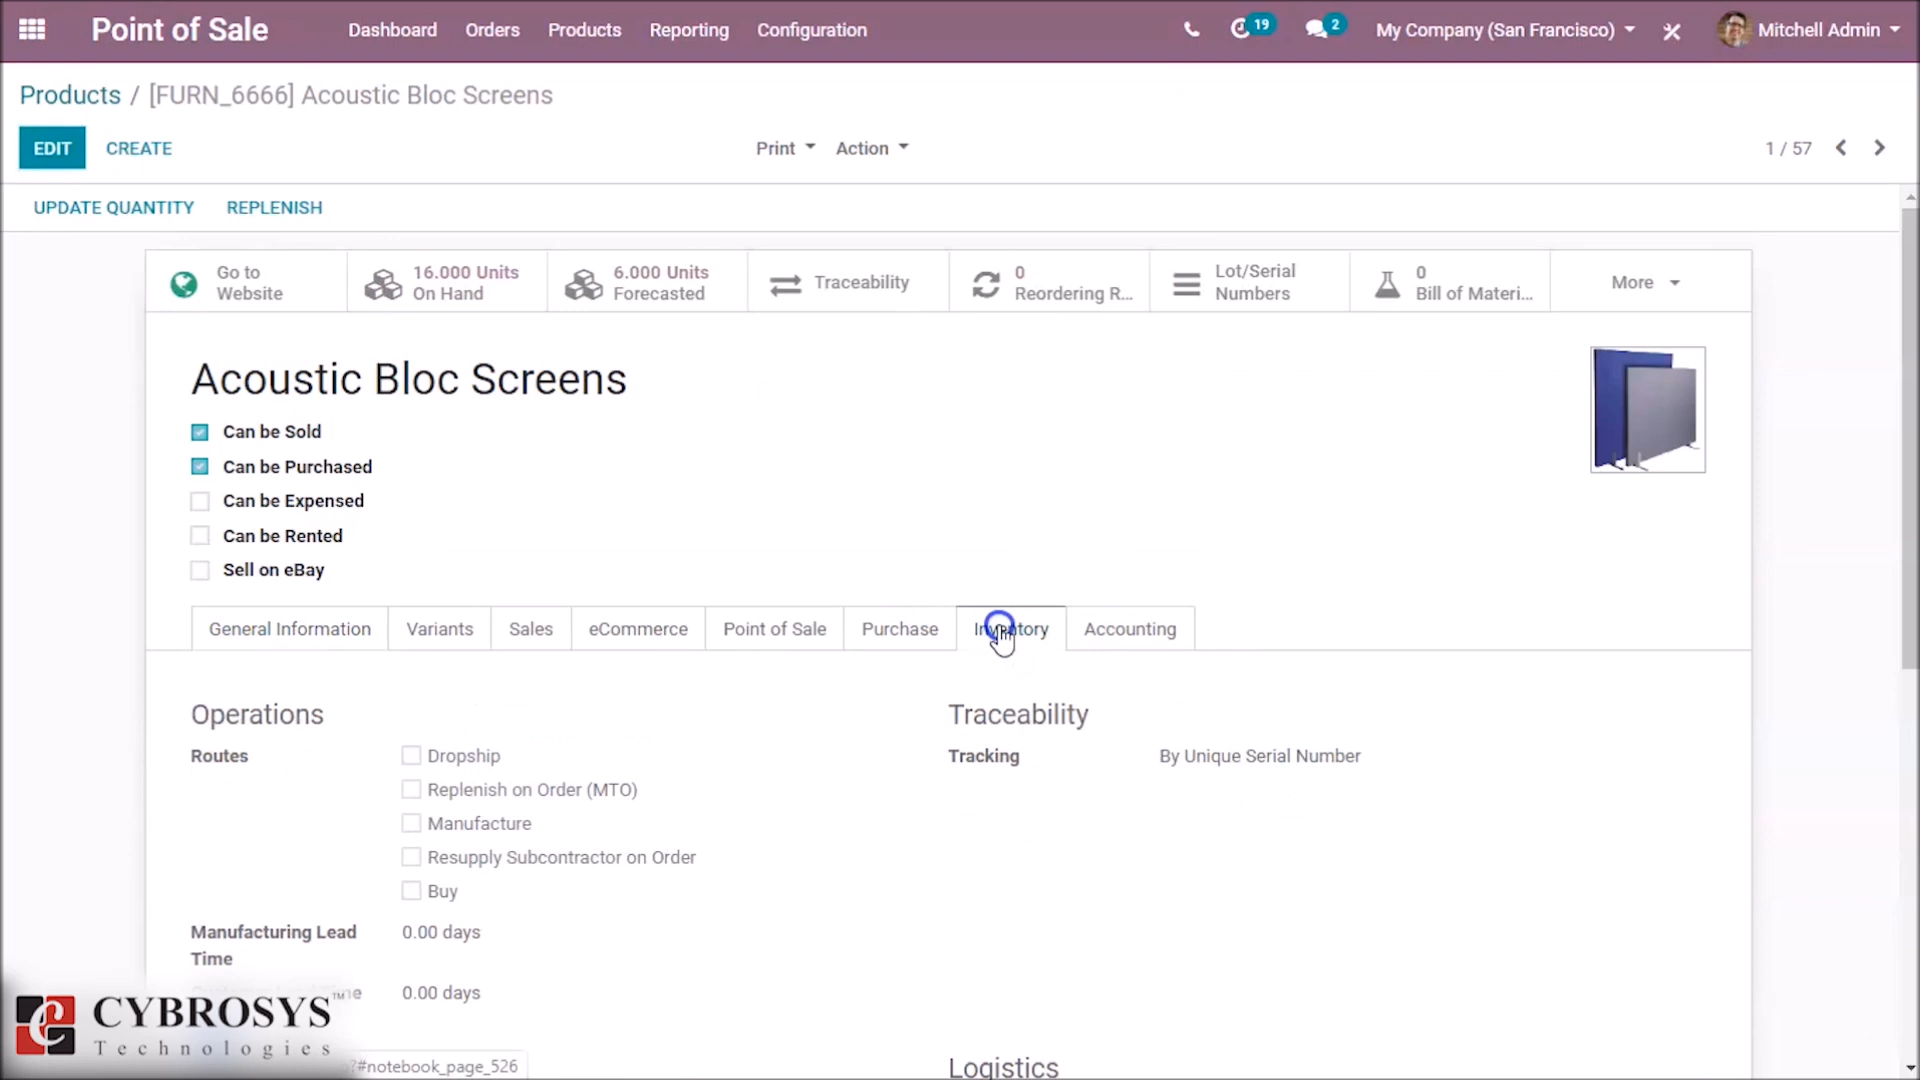 Point of Sale Dashboard Orders Products Reporting Configuration 19 2 My Company (San Francisco) Mitchell Admin
Products / [FURN_6666] Acoustic Bloc Screens
EDIT CREATE Print Action 1 / 57
UPDATE QUANTITY REPLENISH
Go to
Website
16.000 Units
On Hand
6.000 Units
Forecasted
Traceability
0
Reordering R...
Lot/Serial
Numbers
0
Bill of Materi...
More
Acoustic Bloc Screens
Can be Sold
Can be Purchased
Can be Expensed
Can be Rented
Sell on eBay
General Information Variants Sales eCommerce Point of Sale Purchase Inventory Accounting
Operations Traceability
Routes Dropship Tracking By Unique Serial Number
Replenish on Order (MTO)
Manufacture
Resupply Subcontractor on Order
Buy
Manufacturing Lead
Time
0.00 days
0.00 days
CYBROSYS™
Technologies
?#notebook_page_526
Logistics